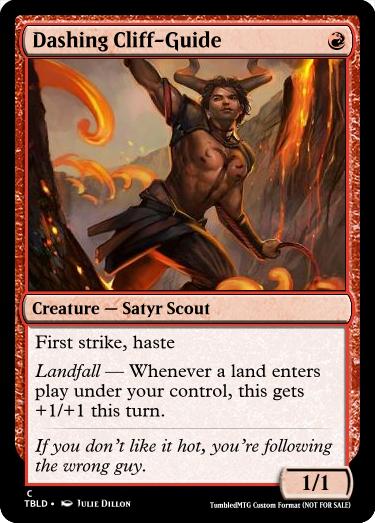 Dashing Cliff-Guide
Creature — Satyr Scout
First strike, haste
Landfall — Whenever a land enters
play under your control, this gets
+1/+1 this turn.
If you don't like it hot, you're following
the wrong guy.
1/1
C
TBLD • Julie Dillon
TumbledMTG Custom Format (NOT FOR SALE)